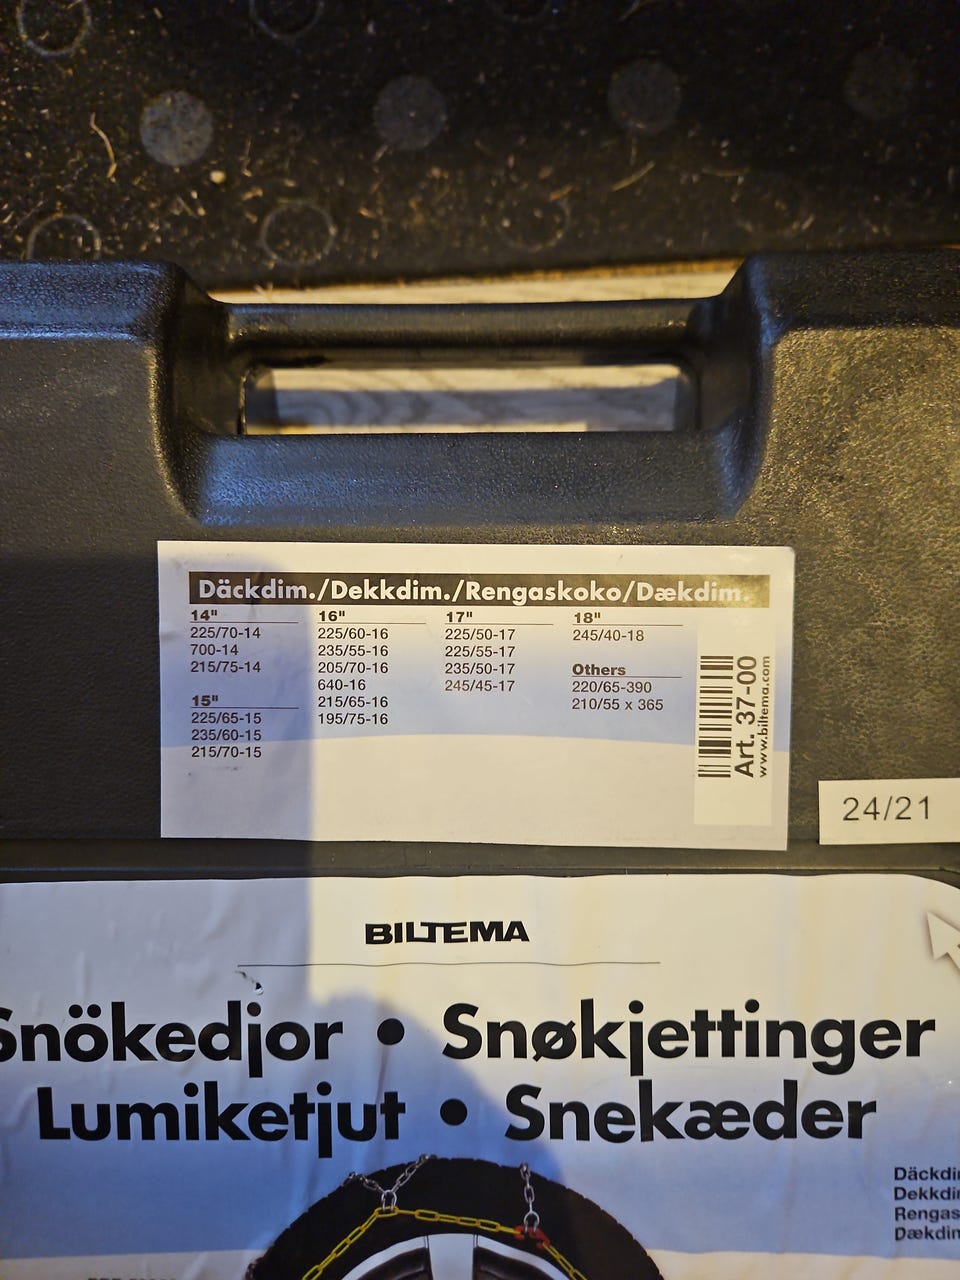 Däckdim./Dekkdim./Rengaskoko/Dækdim.
14"
225/70-14
700-14
215/75-14
15"
225/65-15
235/60-15
215/70-15
16"
225/60-16
235/55-16
205/70-16
640-16
215/65-16
195/75-16
17"
225/50-17
225/55-17
235/50-17
245/45-17
18"
245/40-18
Others
220/65-390
210/55 x 365
Art. 37-00
www.biltema.com
24/21
BILTEMA
Snökedjor • Snøkjettinger
Lumiketjut • Snekæder
Däckdi
Dekkdi
Rengas
Dækdin